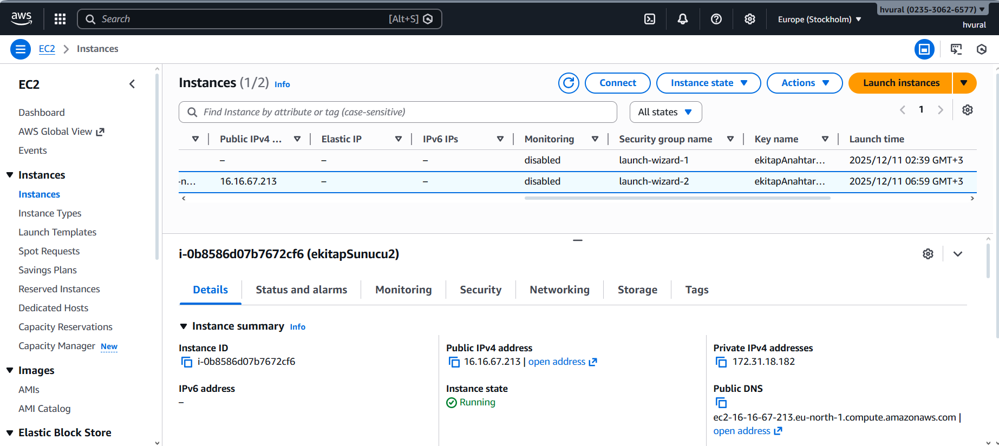 aws
Search [Alt+S]
Europe (Stockholm)
hvural (0235-3062-6577)
hvural
EC2 Instances
EC2
Dashboard
AWS Global View
Events
Instances
Instances
Instance Types
Launch Templates
Spot Requests
Savings Plans
Reserved Instances
Dedicated Hosts
Capacity Reservations
Capacity Manager New
Images
AMIs
AMI Catalog
Elastic Block Store
Instances (1/2) Info
Connect
Instance state
Actions
Launch instances
Find Instance by attribute or tag (case-sensitive)
All states
1
Public IPv4 ... Elastic IP IPv6 IPs Monitoring Security group name Key name Launch time
– – – disabled launch-wizard-1 ekitapAnahtar... 2025/12/11 02:39 GMT+3
-n... 16.16.67.213 – – disabled launch-wizard-2 ekitapAnahtar... 2025/12/11 06:59 GMT+3
i-0b8586d07b7672cf6 (ekitapSunucu2)
Details Status and alarms Monitoring Security Networking Storage Tags
Instance summary Info
Instance ID
i-0b8586d07b7672cf6
IPv6 address
–
Public IPv4 address
16.16.67.213 | open address
Instance state
Running
Private IPv4 addresses
172.31.18.182
Public DNS
ec2-16-16-67-213.eu-north-1.compute.amazonaws.com |
open address